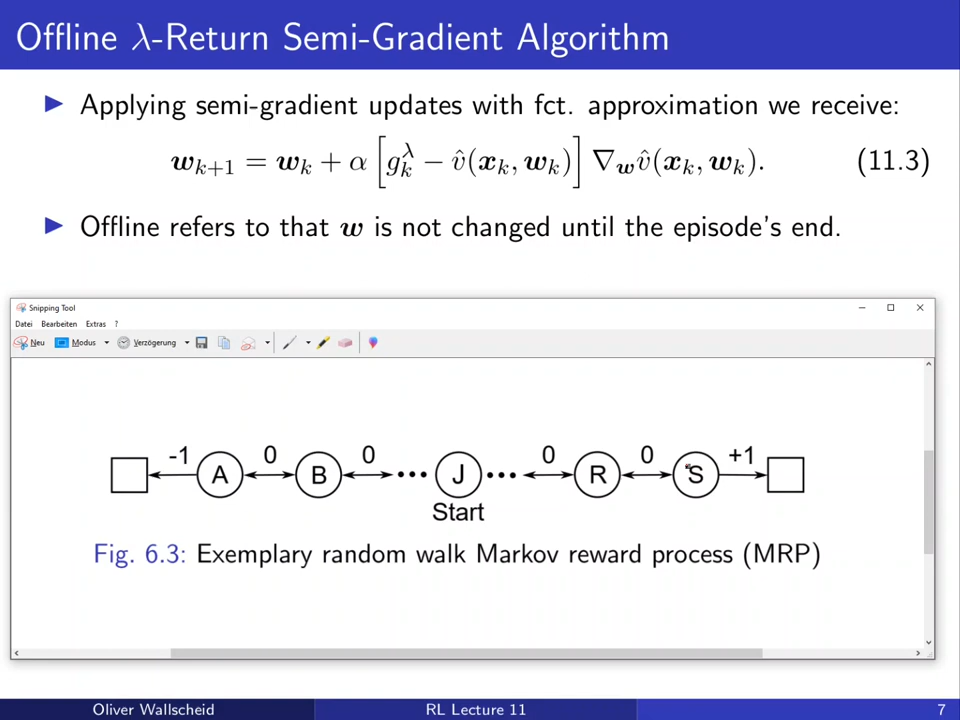 Offline λ-Return Semi-Gradient Algorithm
Applying semi-gradient updates with fct. approximation we receive:
w_{k+1} = w_k + α [g_k^λ − v̂(x_k, w_k)] ∇_w v̂(x_k, w_k). (11.3)
Offline refers to that w is not changed until the episode's end.
Snipping Tool
Datei Bearbeiten Extras ?
Neu Modus Verzögerung
-1 0 0 0 0 +1
A B ••• J ••• R S
Start
Fig. 6.3: Exemplary random walk Markov reward process (MRP)
Oliver Wallscheid RL Lecture 11 7